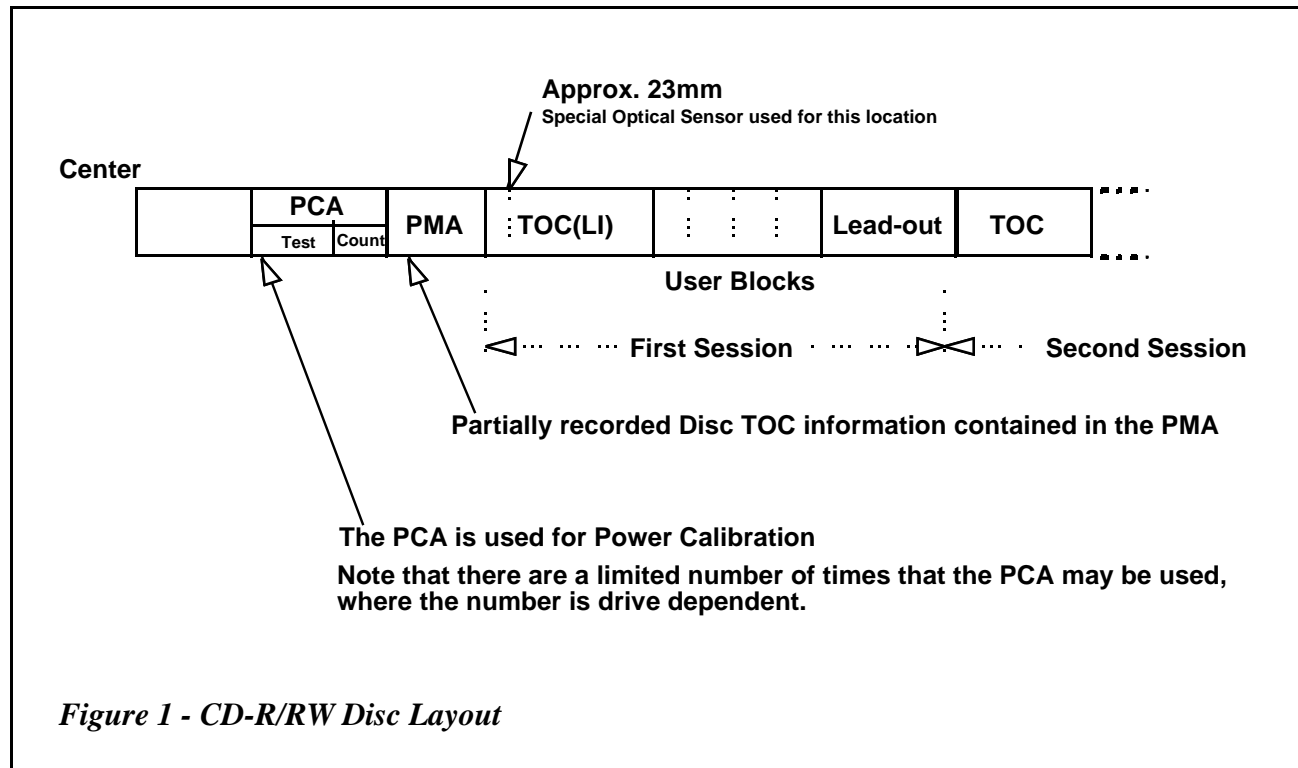 Approx. 23mm
Special Optical Sensor used for this location
Center
PCA
Test
Count
PMA
TOC(LI)
Lead-out
TOC
User Blocks
First Session
Second Session
Partially recorded Disc TOC information contained in the PMA
The PCA is used for Power Calibration
Note that there are a limited number of times that the PCA may be used,
where the number is drive dependent.
Figure 1 - CD-R/RW Disc Layout